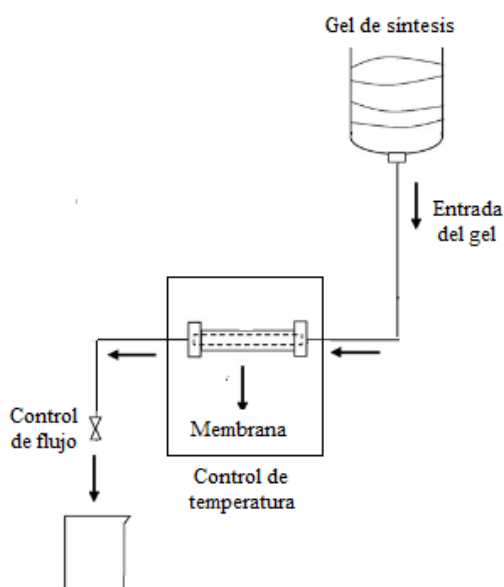 Gel de síntesis
Entrada
del gel
Control
de flujo
Membrana
Control de
temperatura